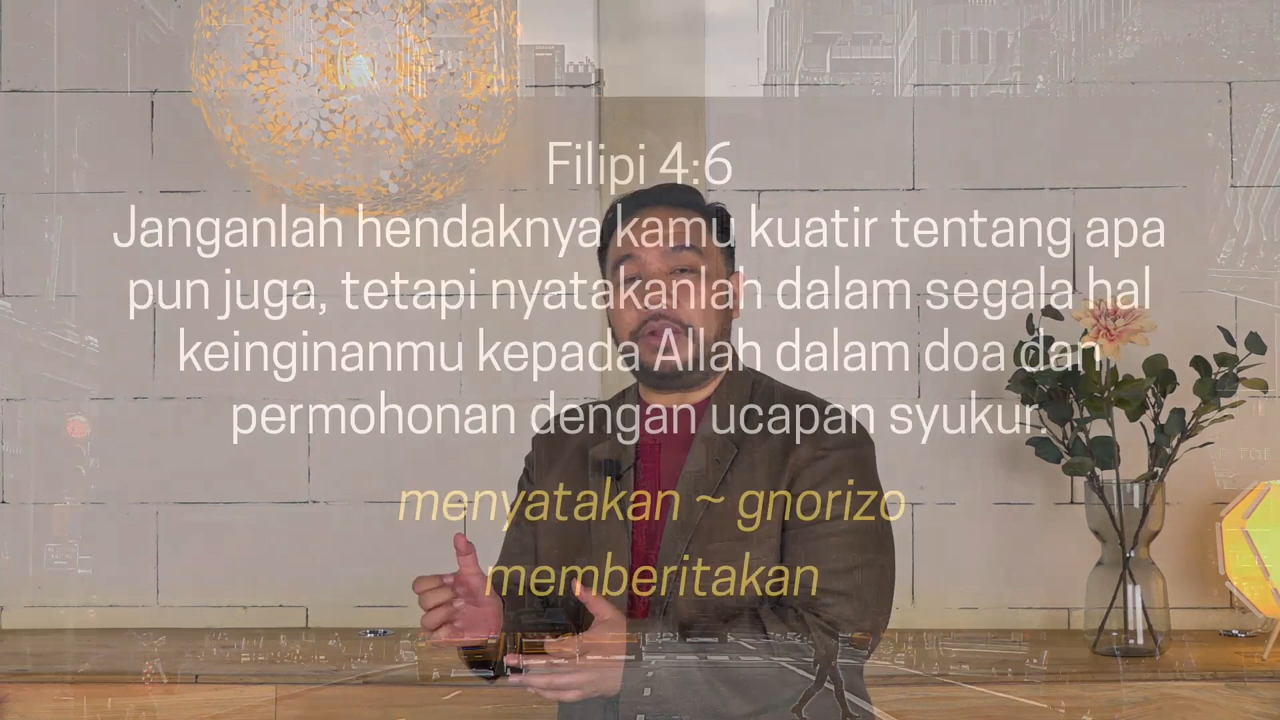 Filipi 4:6
Janganlah hendaknya kamu kuatir tentang apa
pun juga, tetapi nyatakanlah dalam segala hal
keinginanmu kepada Allah dalam doa dan
permohonan dengan ucapan syukur.
menyatakan ~ gnorizo
memberitakan